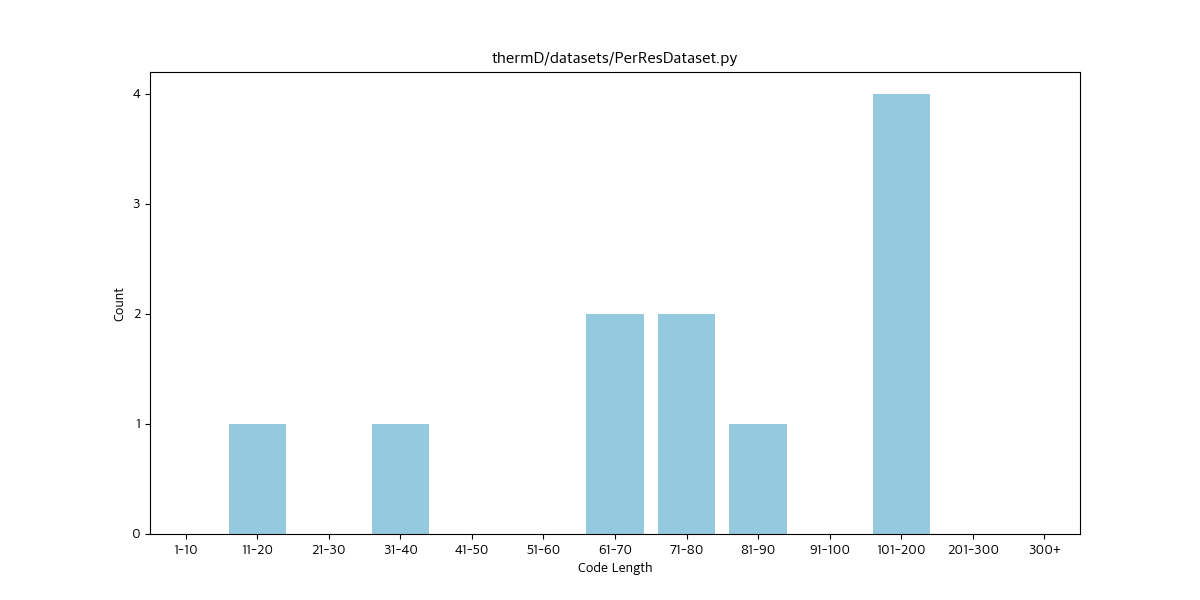 thermD/datasets/PerResDataset.py
4
3
2
1
0
Count
1-10 11-20 21-30 31-40 41-50 51-60 61-70 71-80 81-90 91-100 101-200 201-300 300+
Code Length